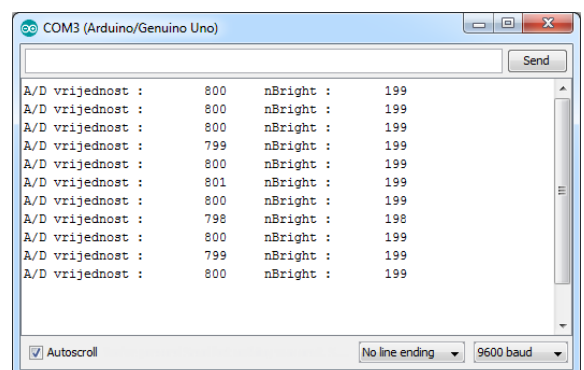 COM3 (Arduino/Genuino Uno)
Send
A/D vrijednost : 800 nBright : 199
A/D vrijednost : 800 nBright : 199
A/D vrijednost : 800 nBright : 199
A/D vrijednost : 799 nBright : 199
A/D vrijednost : 800 nBright : 199
A/D vrijednost : 801 nBright : 199
A/D vrijednost : 800 nBright : 199
A/D vrijednost : 798 nBright : 198
A/D vrijednost : 800 nBright : 199
A/D vrijednost : 799 nBright : 199
A/D vrijednost : 800 nBright : 199
Autoscroll No line ending 9600 baud